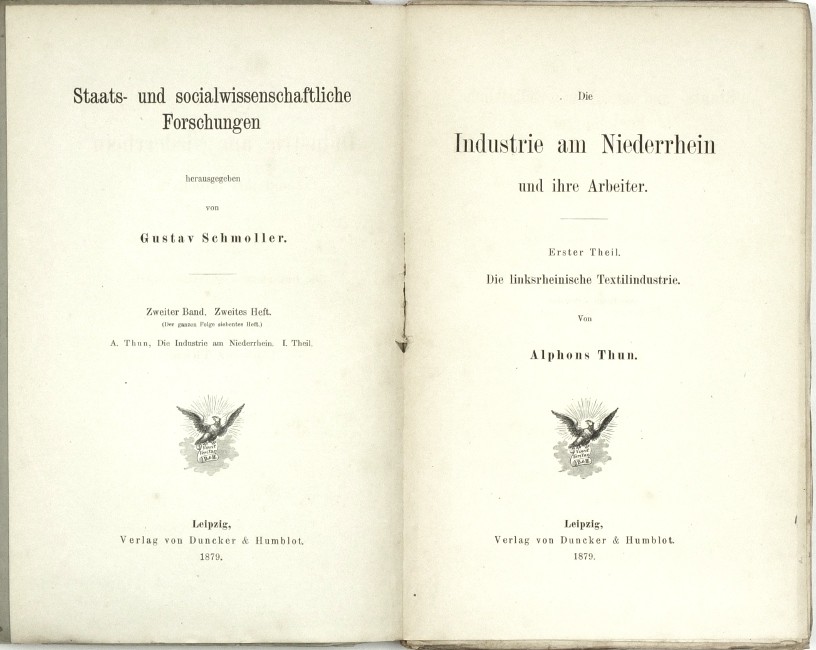 Staats- und socialwissenschaftliche
Forschungen
herausgegeben
von
Gustav Schmoller.
Zweiter Band. Zweites Heft.
(Der ganzen Folge siebentes Heft.)
A. Thun, Die Industrie am Niederrhein. I. Theil.
Leipzig,
Verlag von Duncker & Humblot.
1879.
Die
Industrie am Niederrhein
und ihre Arbeiter.
Erster Theil.
Die linksrheinische Textilindustrie.
Von
Alphons Thun.
Leipzig,
Verlag von Duncker & Humblot.
1879.